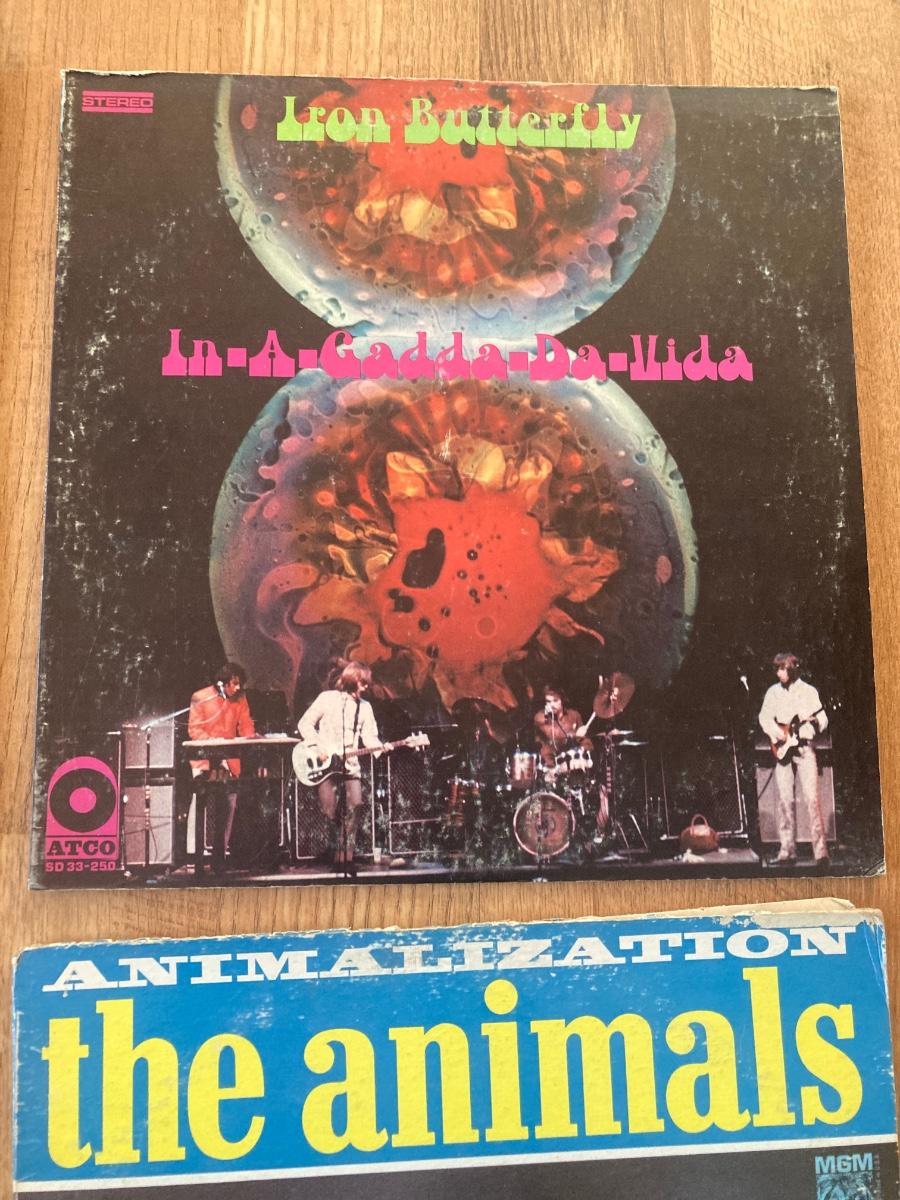 STEREO
Iron Butterfly
In-A-Gadda-Da-Vida
ATCO
SD 33-250
ANIMALIZATION
the animals
MGM